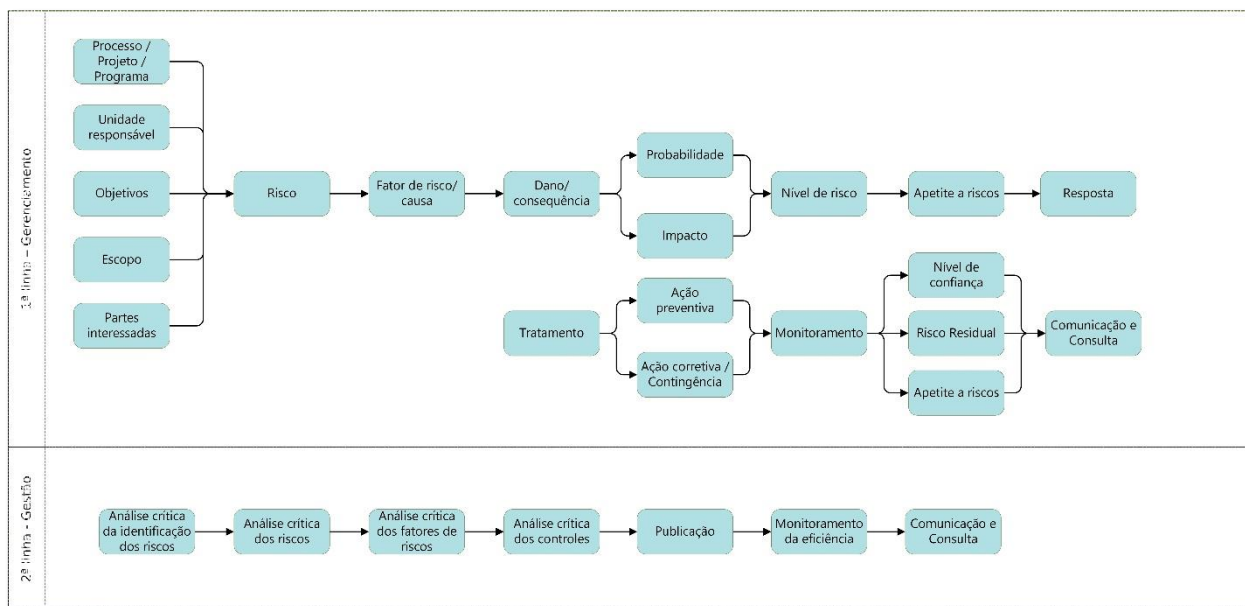 1ª linha – Gerenciamento
Processo /
Projeto /
Programa
Unidade
responsável
Objetivos
Escopo
Partes
interessadas
Risco
Fator de risco/
causa
Dano/
consequência
Probabilidade
Impacto
Nível de risco
Apetite a riscos
Resposta
Tratamento
Ação
preventiva
Ação corretiva /
Contingência
Monitoramento
Nível de
confiança
Risco Residual
Apetite a riscos
Comunicação e
Consulta
2ª linha - Gestão
Análise crítica
da identificação
dos riscos
Análise crítica
dos riscos
Análise crítica
dos fatores de
riscos
Análise crítica
dos controles
Publicação
Monitoramento
da eficiência
Comunicação e
Consulta